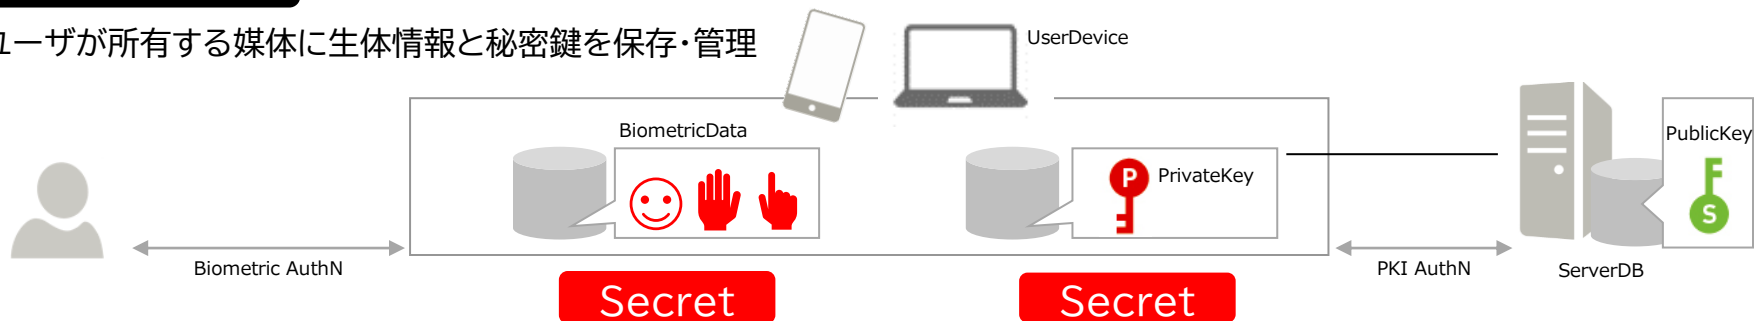 ユーザが所有する媒体に生体情報と秘密鍵を保存・管理
UserDevice
BiometricData
PublicKey
P
PrivateKey
S
Biometric AuthN
PKI AuthN
ServerDB
Secret
Secret